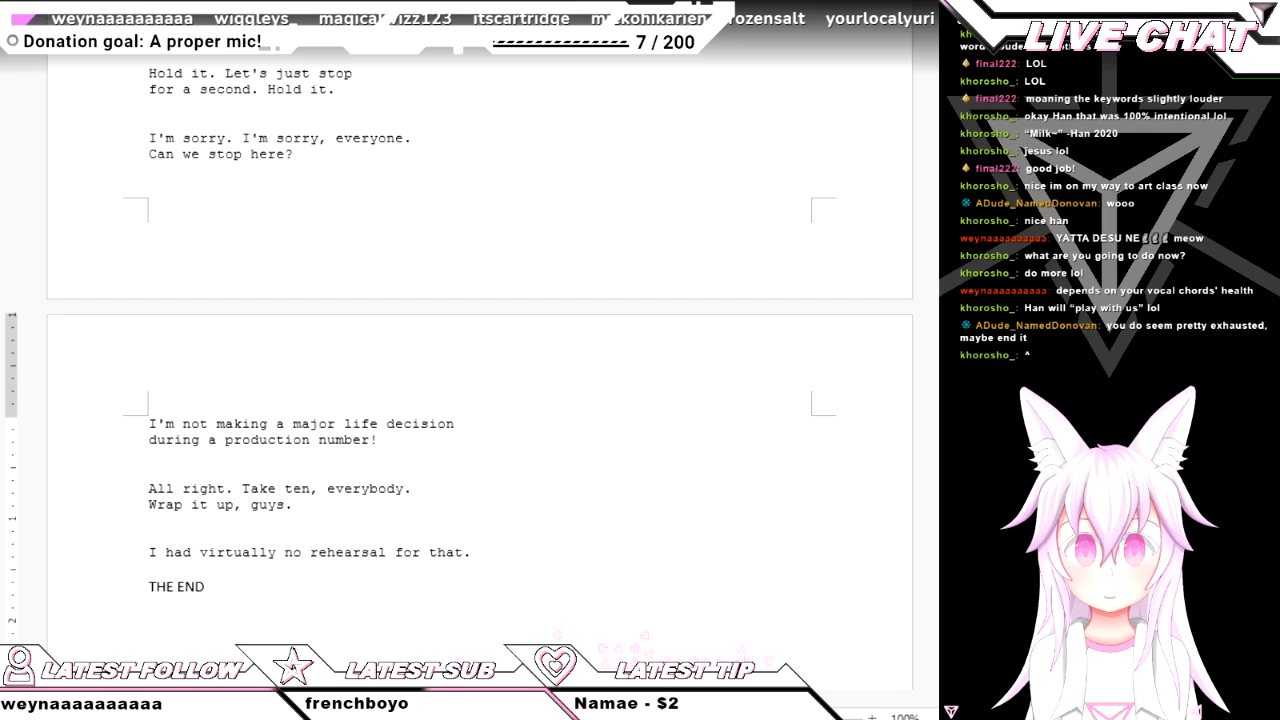 weynaaaaaaaaa wiggleys_ itscartridge yourlocalyuri
Donation goal: A proper mic!
7 / 200
Hold it. Let's just stop
for a second. Hold it.
I'm sorry. I'm sorry, everyone.
Can we stop here?
I'm not making a major life decision
during a production number!
All right. Take ten, everybody.
Wrap it up, guys.
I had virtually no rehearsal for that.
THE END
100%
LATEST FOLLOW
LATEST SUB
LATEST TIP
weynaaaaaaaaaa
frenchboyo
Namae - $2
LIVE CHAT
final222: LOL
khorosho_: LOL
final222: moaning the keywords slightly louder
khorosho_: okay Han that was 100% intentional lol
khorosho_: “Milk~” -Han 2020
khorosho_: jesus lol
final222: good job!
khorosho_: nice im on my way to art class now
ADude_NamedDonovan: wooo
khorosho_: nice han
weynaaaaaaaaaa: YATTA DESU NE meow
khorosho_: what are you going to do now?
khorosho_: do more lol
weynaaaaaaaaaa: depends on your vocal chords' health
khorosho_: Han will “play with us” lol
ADude_NamedDonovan: you do seem pretty exhausted,
maybe end it
khorosho_: ^